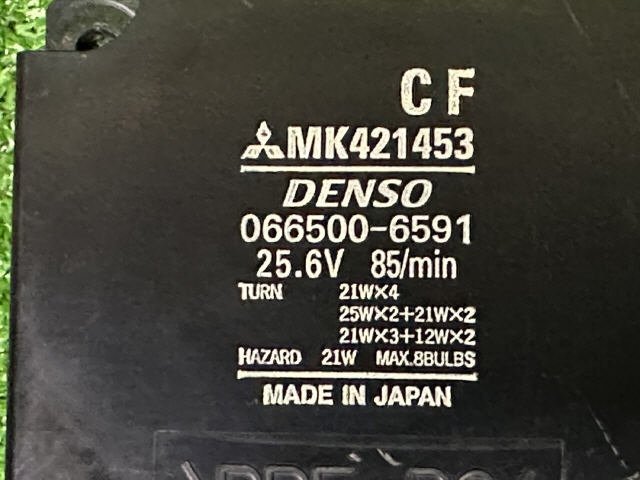 CF
MK421453
DENSO
066500-6591
25.6V 85/min
TURN 21W×4
25W×2+21W×2
21W×3+12W×2
HAZARD 21W MAX.8BULBS
MADE IN JAPAN